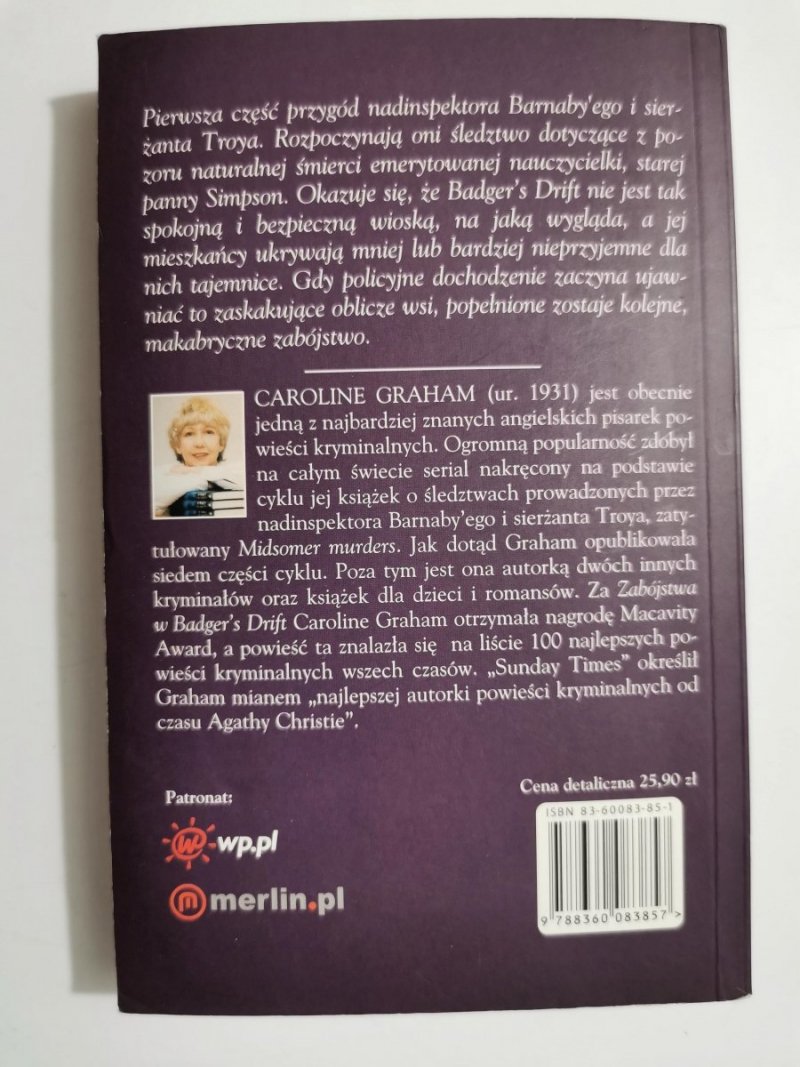 Pierwsza część przygód nadinspektora Barnaby'ego i sier-
żanta Troya. Rozpoczynają oni śledztwo dotyczące z po-
zoru naturalnej śmierci emerytowanej nauczycielki, starej
panny Simpson. Okazuje się, że Badger's Drift nie jest tak
spokojną i bezpieczną wioską, na jaką wygląda, a jej
mieszkańcy ukrywają mniej lub bardziej nieprzyjemne dla
nich tajemnice. Gdy policyjne dochodzenie zaczyna ujaw-
niać to zaskakujące oblicze wsi, popełnione zostaje kolejne,
makabryczne zabójstwo.
CAROLINE GRAHAM (ur. 1931) jest obecnie
jedną z najbardziej znanych angielskich pisarek po-
wieści kryminalnych. Ogromną popularność zdobył
na całym świecie serial nakręcony na podstawie
cyklu jej książek o śledztwach prowadzonych przez
nadinspektora Barnaby'ego i sierżanta Troya, zaty-
tułowany Midsomer murders. Jak dotąd Graham opublikowała
siedem części cyklu. Poza tym jest ona autorką dwóch innych
kryminałów oraz książek dla dzieci i romansów. Za Zabójstwa
w Badger's Drift Caroline Graham otrzymała nagrodę Macavity
Award, a powieść ta znalazła się na liście 100 najlepszych po-
wieści kryminalnych wszech czasów. „Sunday Times" określił
Graham mianem „najlepszej autorki powieści kryminalnych od
czasu Agathy Christie".
Patronat:
w wp.pl
m merlin.pl
Cena detaliczna 25,90 zł
ISBN 83-60083-85-1
9 788360 083857 >